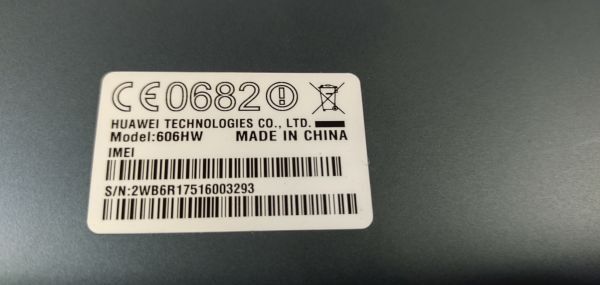 CE0682
HUAWEI TECHNOLOGIES CO., LTD.
Model:606HW MADE IN CHINA
IMEI
S/N:2WB6R17516003293